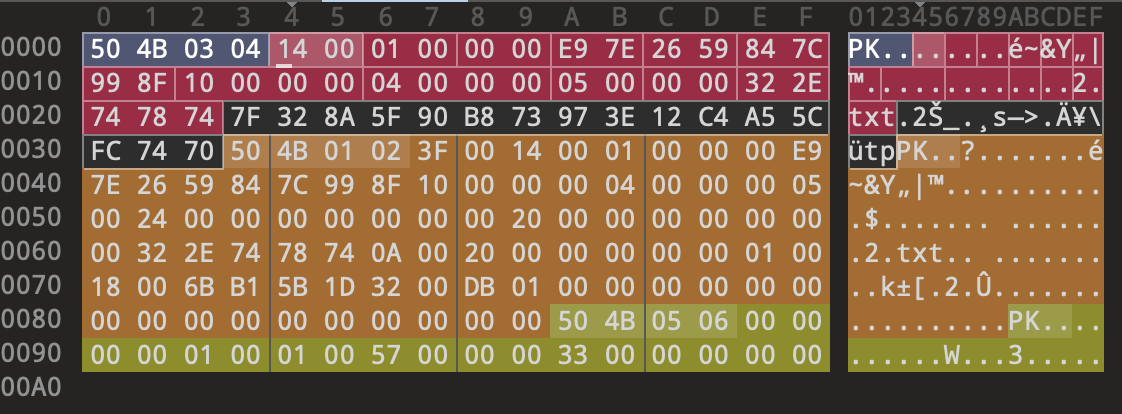 0 1 2 3 4 5 6 7 8 9 A B C D E F 0123456789ABCDEF
0000 50 4B 03 04 14 00 01 00 00 00 E9 7E 26 59 84 7C PK........é~&Y„|
0010 99 8F 10 00 00 00 04 00 00 00 05 00 00 00 32 2E ™.............2.
0020 74 78 74 7F 32 8A 5F 90 B8 73 97 3E 12 C4 A5 5C txt.2Š_.¸s—>.Ä¥\
0030 FC 74 70 50 4B 01 02 3F 00 14 00 01 00 00 00 E9 ütpPK..?.......é
0040 7E 26 59 84 7C 99 8F 10 00 00 00 04 00 00 00 05 ~&Y„|™..........
0050 00 24 00 00 00 00 00 00 00 20 00 00 00 00 00 00 .$....... ......
0060 00 32 2E 74 78 74 0A 00 20 00 00 00 00 00 01 00 .2.txt.. .......
0070 18 00 6B B1 5B 1D 32 00 DB 01 00 00 00 00 00 00 ..k±[.2.Û.......
0080 00 00 00 00 00 00 00 00 00 00 50 4B 05 06 00 00 ..........PK....
0090 00 00 01 00 01 00 57 00 00 00 33 00 00 00 00 00 ......W...3.....
00A0